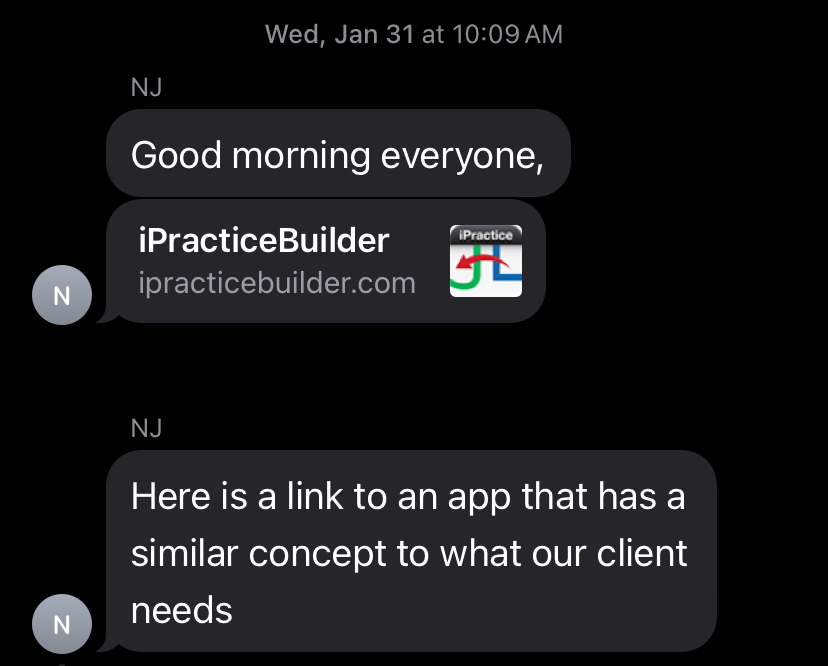 Wed, Jan 31 at 10:09 AM
NJ
Good morning everyone,
iPracticeBuilder
iPractice
ipracticebuilder.com
JL
N
NJ
Here is a link to an app that has a
similar concept to what our client
needs
N